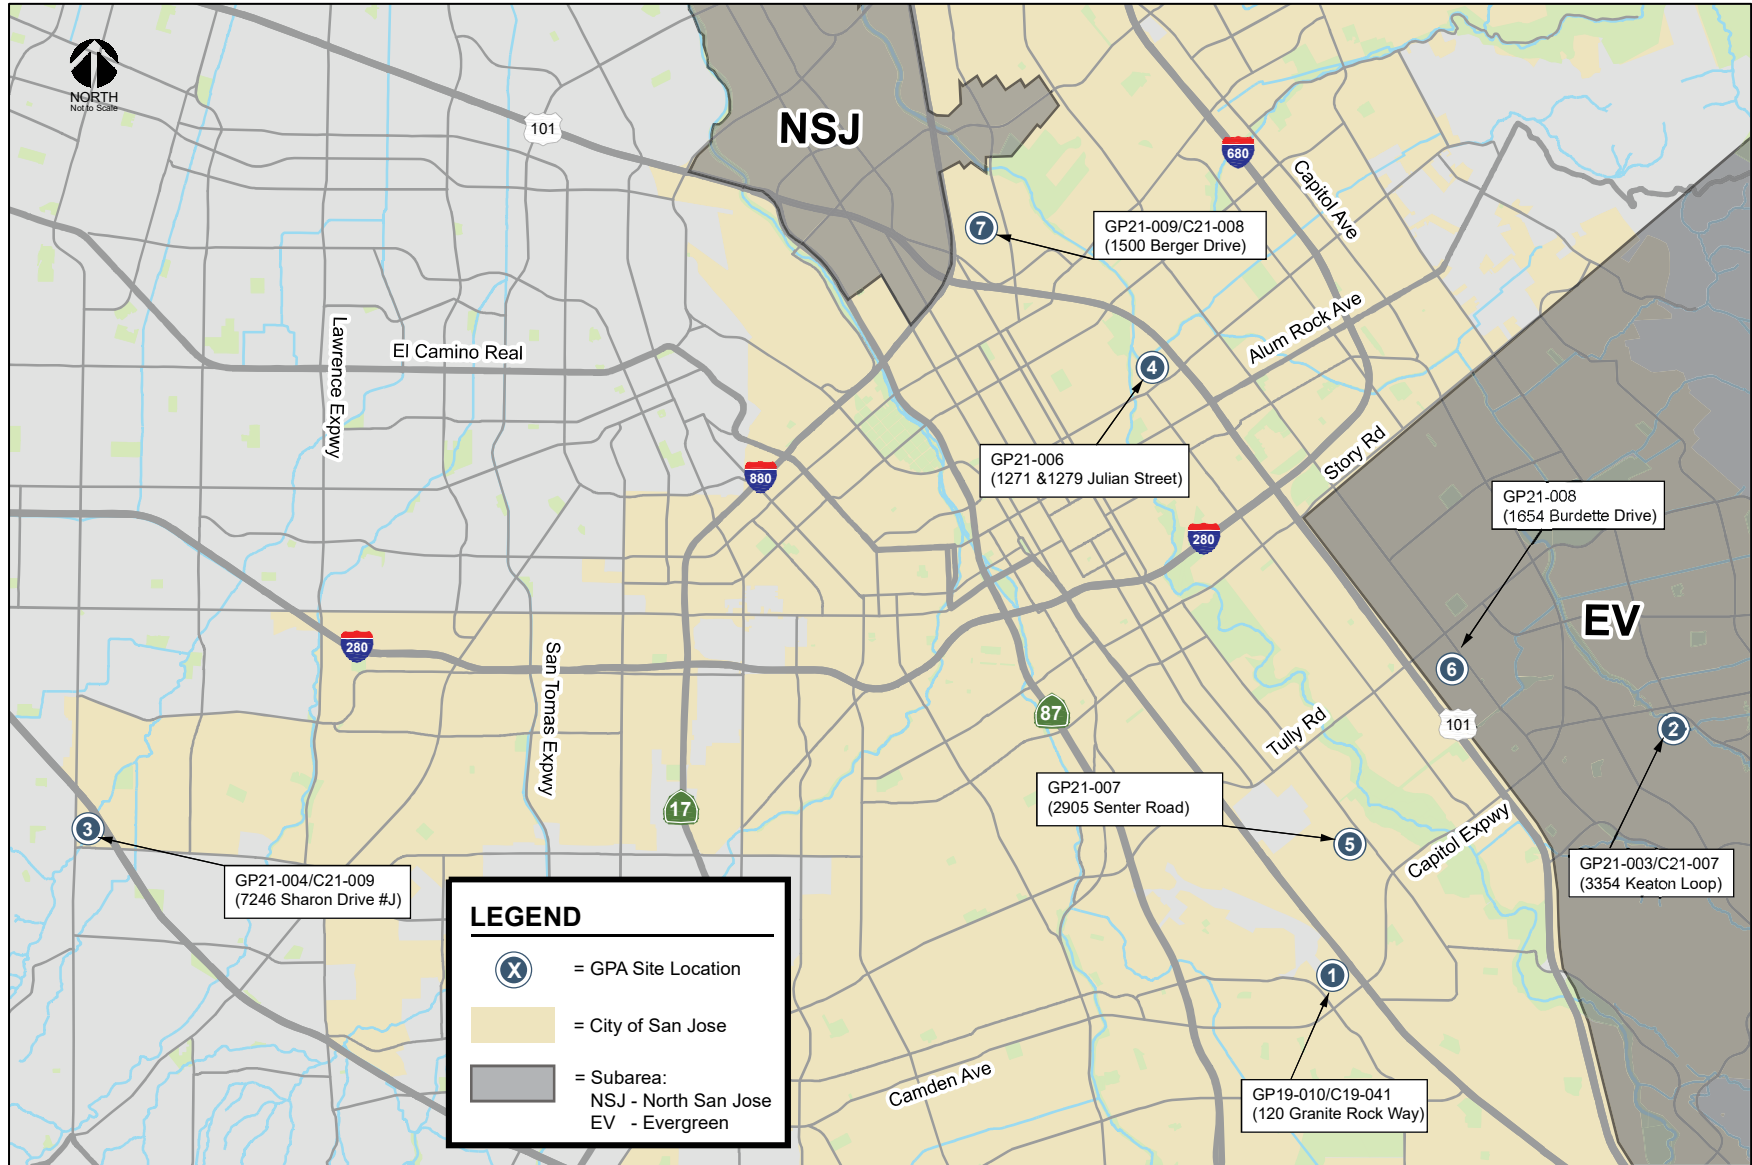 NORTH
Not to Scale
101
NSJ
680
Capitol Ave
7
GP21-009/C21-008
(1500 Berger Drive)
Lawrence Expwy
El Camino Real
4
Alum Rock Ave
GP21-006
(1271 &1279 Julian Street)
880
Story Rd
GP21-008
(1654 Burdette Drive)
280
EV
280
San Tomas Expwy
6
87
101
2
Tully Rd
GP21-007
(2905 Senter Road)
17
3
5
Capitol Expwy
GP21-003/C21-007
(3354 Keaton Loop)
GP21-004/C21-009
(7246 Sharon Drive #J)
LEGEND
X = GPA Site Location
= City of San Jose
= Subarea:
NSJ - North San Jose
EV - Evergreen
1
Camden Ave
GP19-010/C19-041
(120 Granite Rock Way)